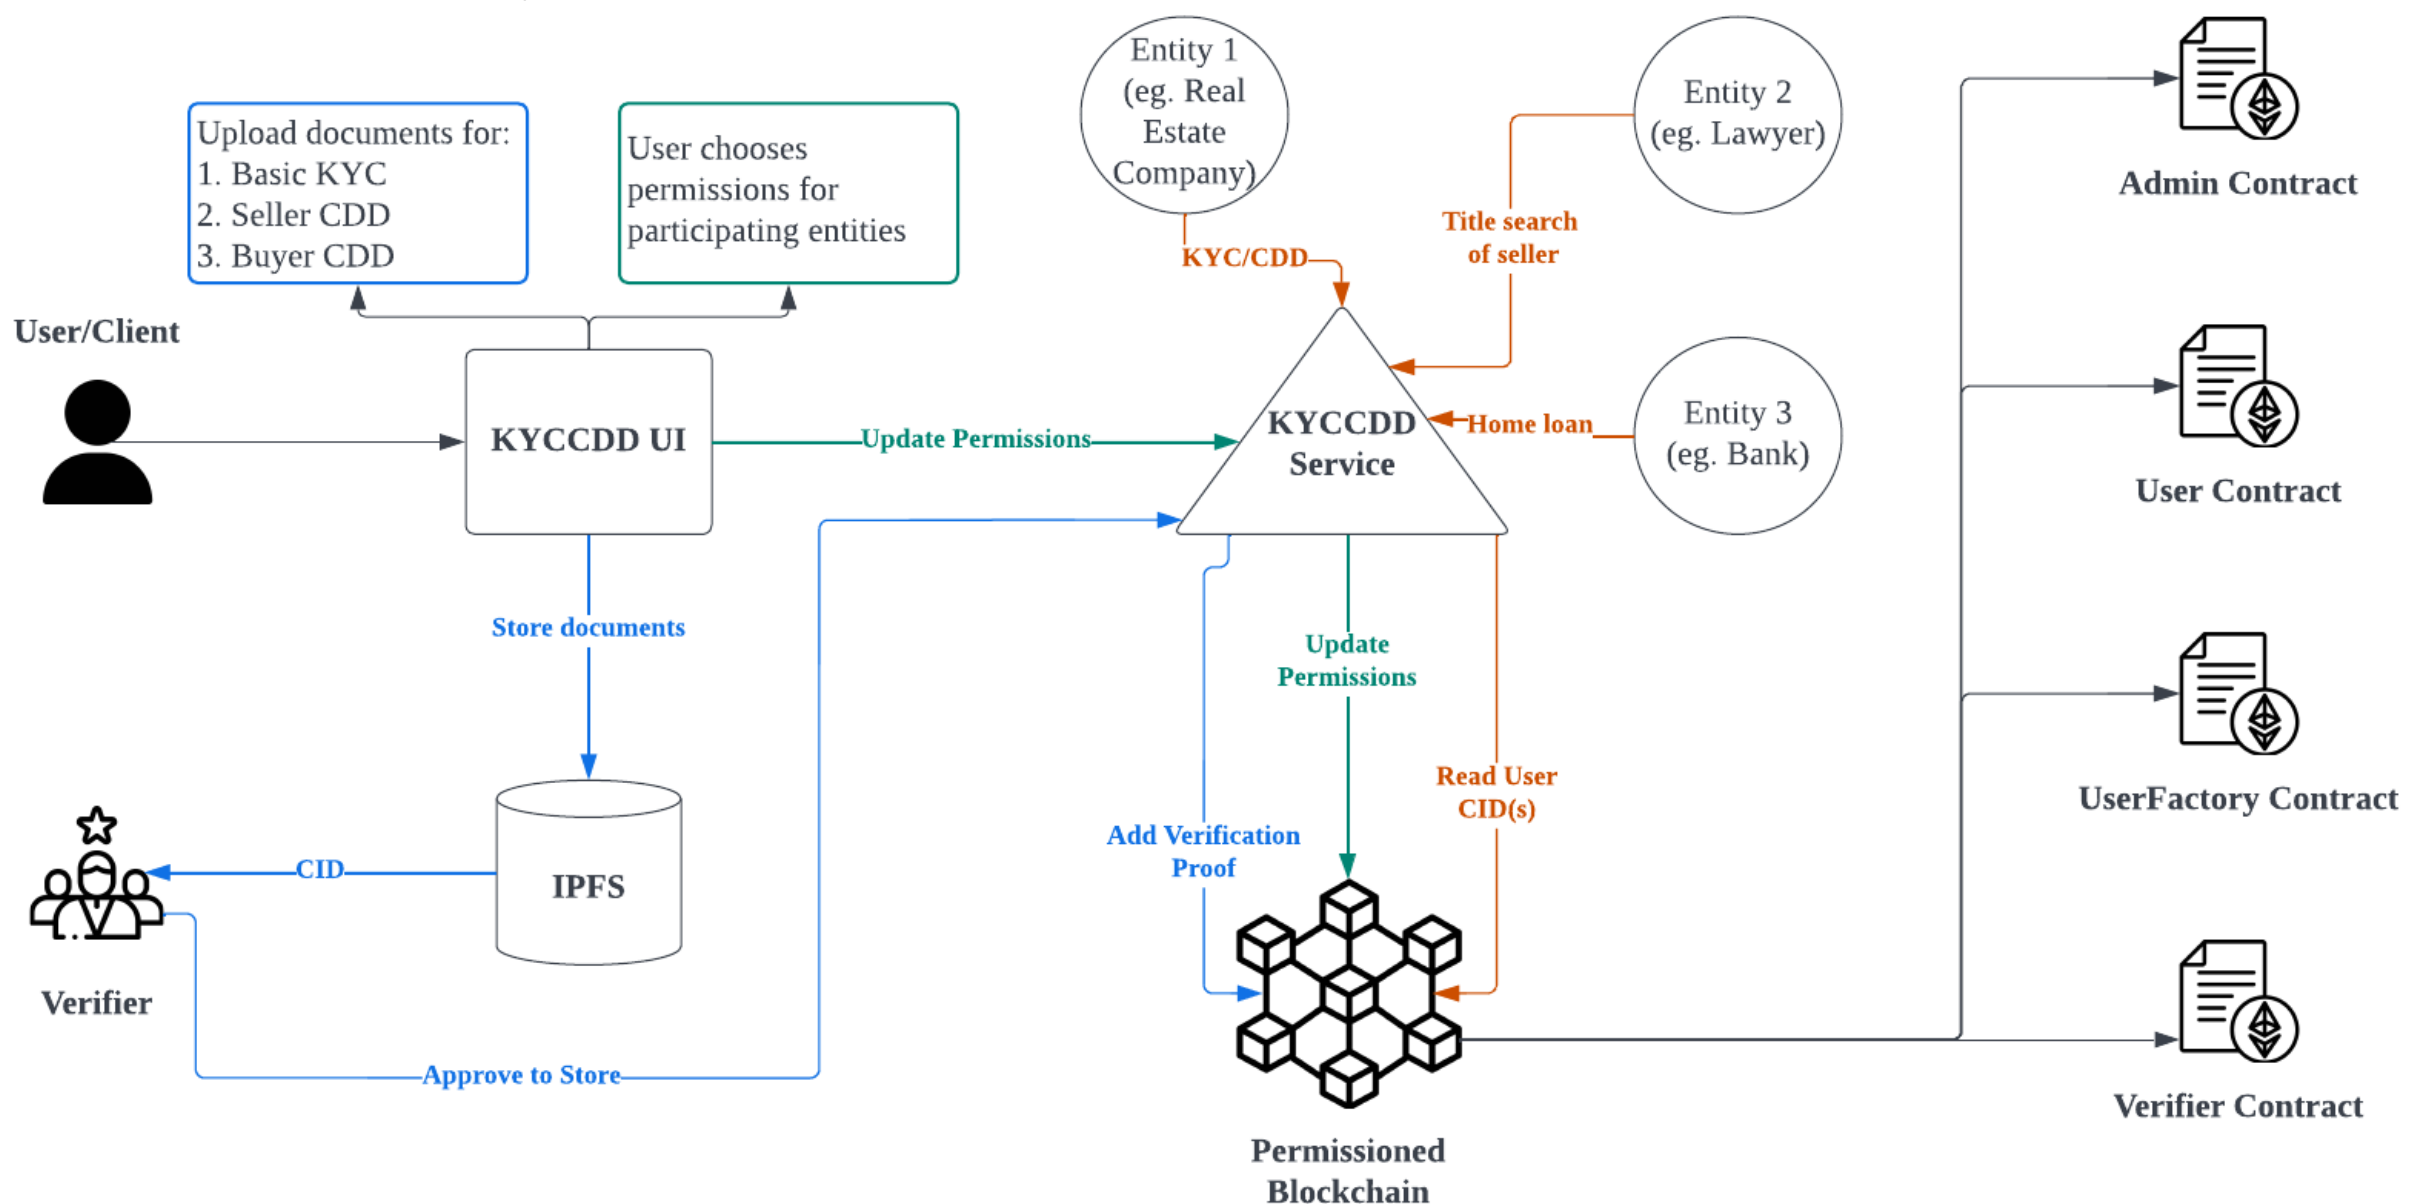 Entity 1
(eg. Real
Estate
Company)
Entity 2
(eg. Lawyer)
Upload documents for:
1. Basic KYC
2. Seller CDD
3. Buyer CDD
User chooses
permissions for
participating entities
Admin Contract
Title search
of seller
KYC/CDD
User/Client
KYCCDD UI
Update Permissions
KYCCDD
Service
Home loan
Entity 3
(eg. Bank)
User Contract
Store documents
Update
Permissions
Read User
CID(s)
UserFactory Contract
Add Verification
Proof
CID
IPFS
Verifier
Approve to Store
Verifier Contract
Permissioned
Blockchain